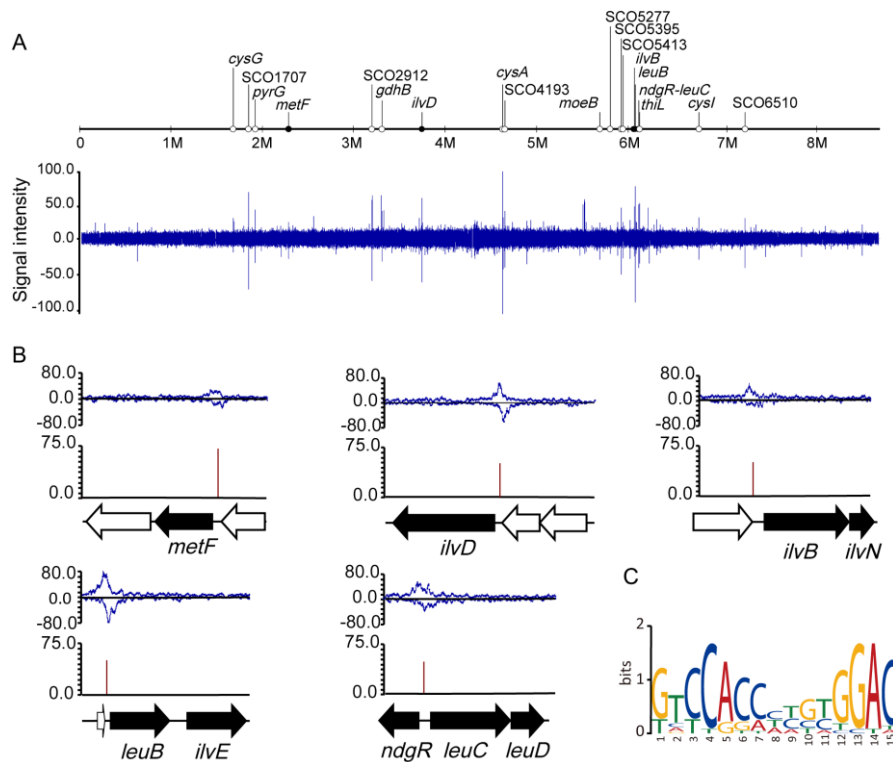 A
cysG
SCO1707
pyrG
metF
SCO2912
gdhB
ilvD
cysA
SCO4193
moeB
SCO5277
SCO5395
SCO5413
ilvB
leuB
ndgR-leuC
thiL
cysI
SCO6510
0 1M 2M 3M 4M 5M 6M 7M 8M
Signal intensity
100.0
50.0
0.0
-50.0
-100.0
B
80.0
0.0
-80.0
75.0
0.0
metF
80.0
0.0
-80.0
75.0
0.0
ilvD
80.0
0.0
-80.0
75.0
0.0
ilvB ilvN
80.0
0.0
-80.0
75.0
0.0
leuB ilvE
80.0
0.0
-80.0
75.0
0.0
ndgR leuC leuD
C
2
1
0
bits
GTCCACCCTGTGGAC
1 2 3 4 5 6 7 8 9 10 11 12 13 14 15